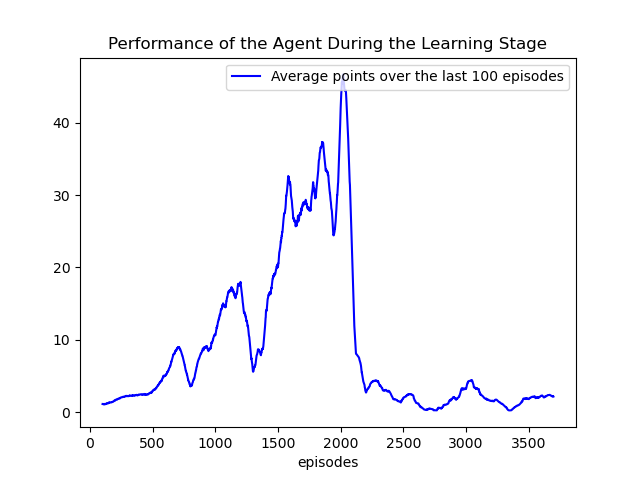 Performance of the Agent During the Learning Stage
Average points over the last 100 episodes
40
30
20
10
0
0 500 1000 1500 2000 2500 3000 3500
episodes